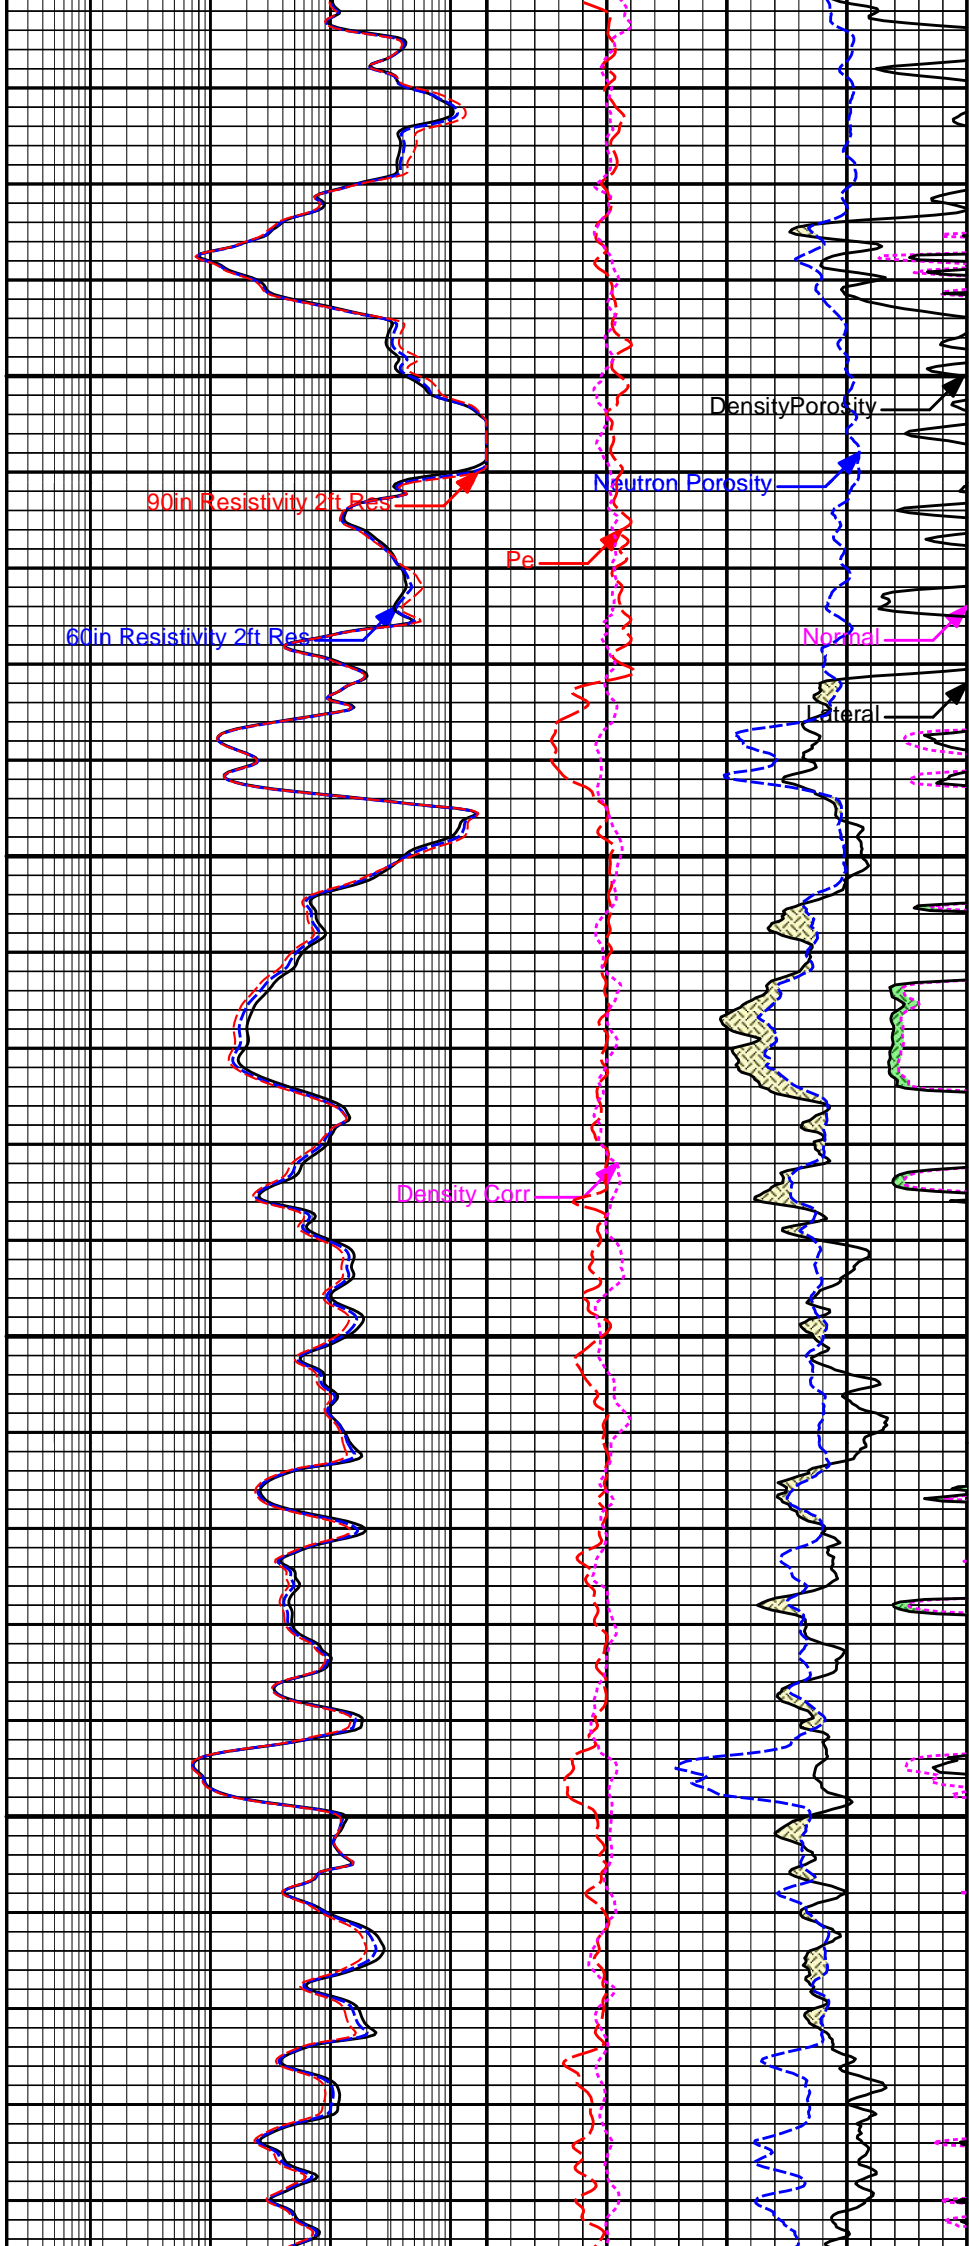 DensityPorosity
Neutron Porosity
90in Resistivity 2ft Res
Pe
60in Resistivity 2ft Res
Normal
Lateral
Density Corr